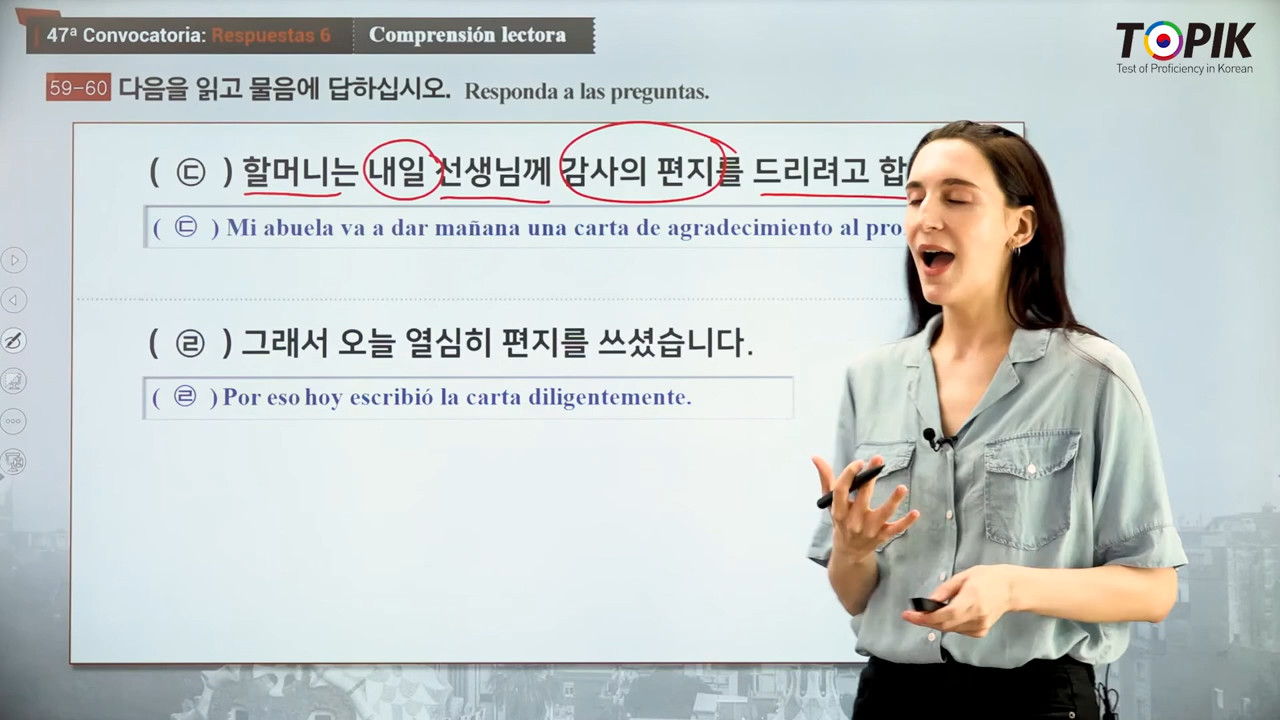 47ª Convocatoria: Respuestas 6 Comprensión lectora
TOPIK
Test of Proficiency in Korean
59-60 다음을 읽고 물음에 답하십시오. Responda a las preguntas.
( ㉢ ) 할머니는 내일 선생님께 감사의 편지를 드리려고 합
( ㉢ ) Mi abuela va a dar mañana una carta de agradecimiento al pro
( ㉣ ) 그래서 오늘 열심히 편지를 쓰셨습니다.
( ㉣ ) Por eso hoy escribió la carta diligentemente.